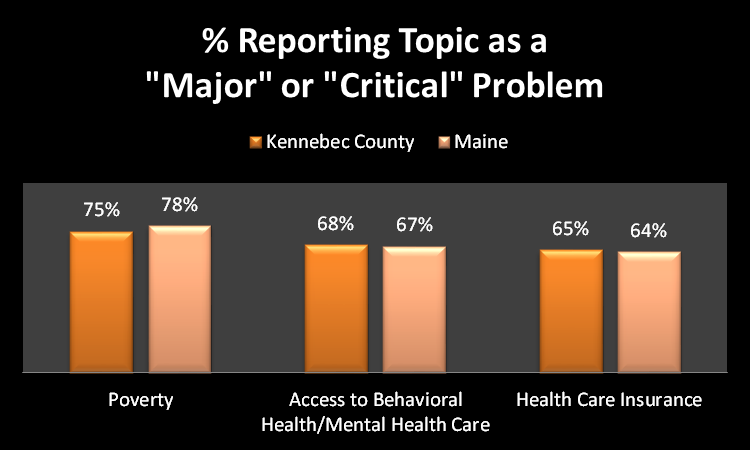 % Reporting Topic as a
"Major" or "Critical" Problem
Kennebec County Maine
75% 78% 68% 67% 65% 64%
Poverty
Access to Behavioral
Health/Mental Health Care
Health Care Insurance